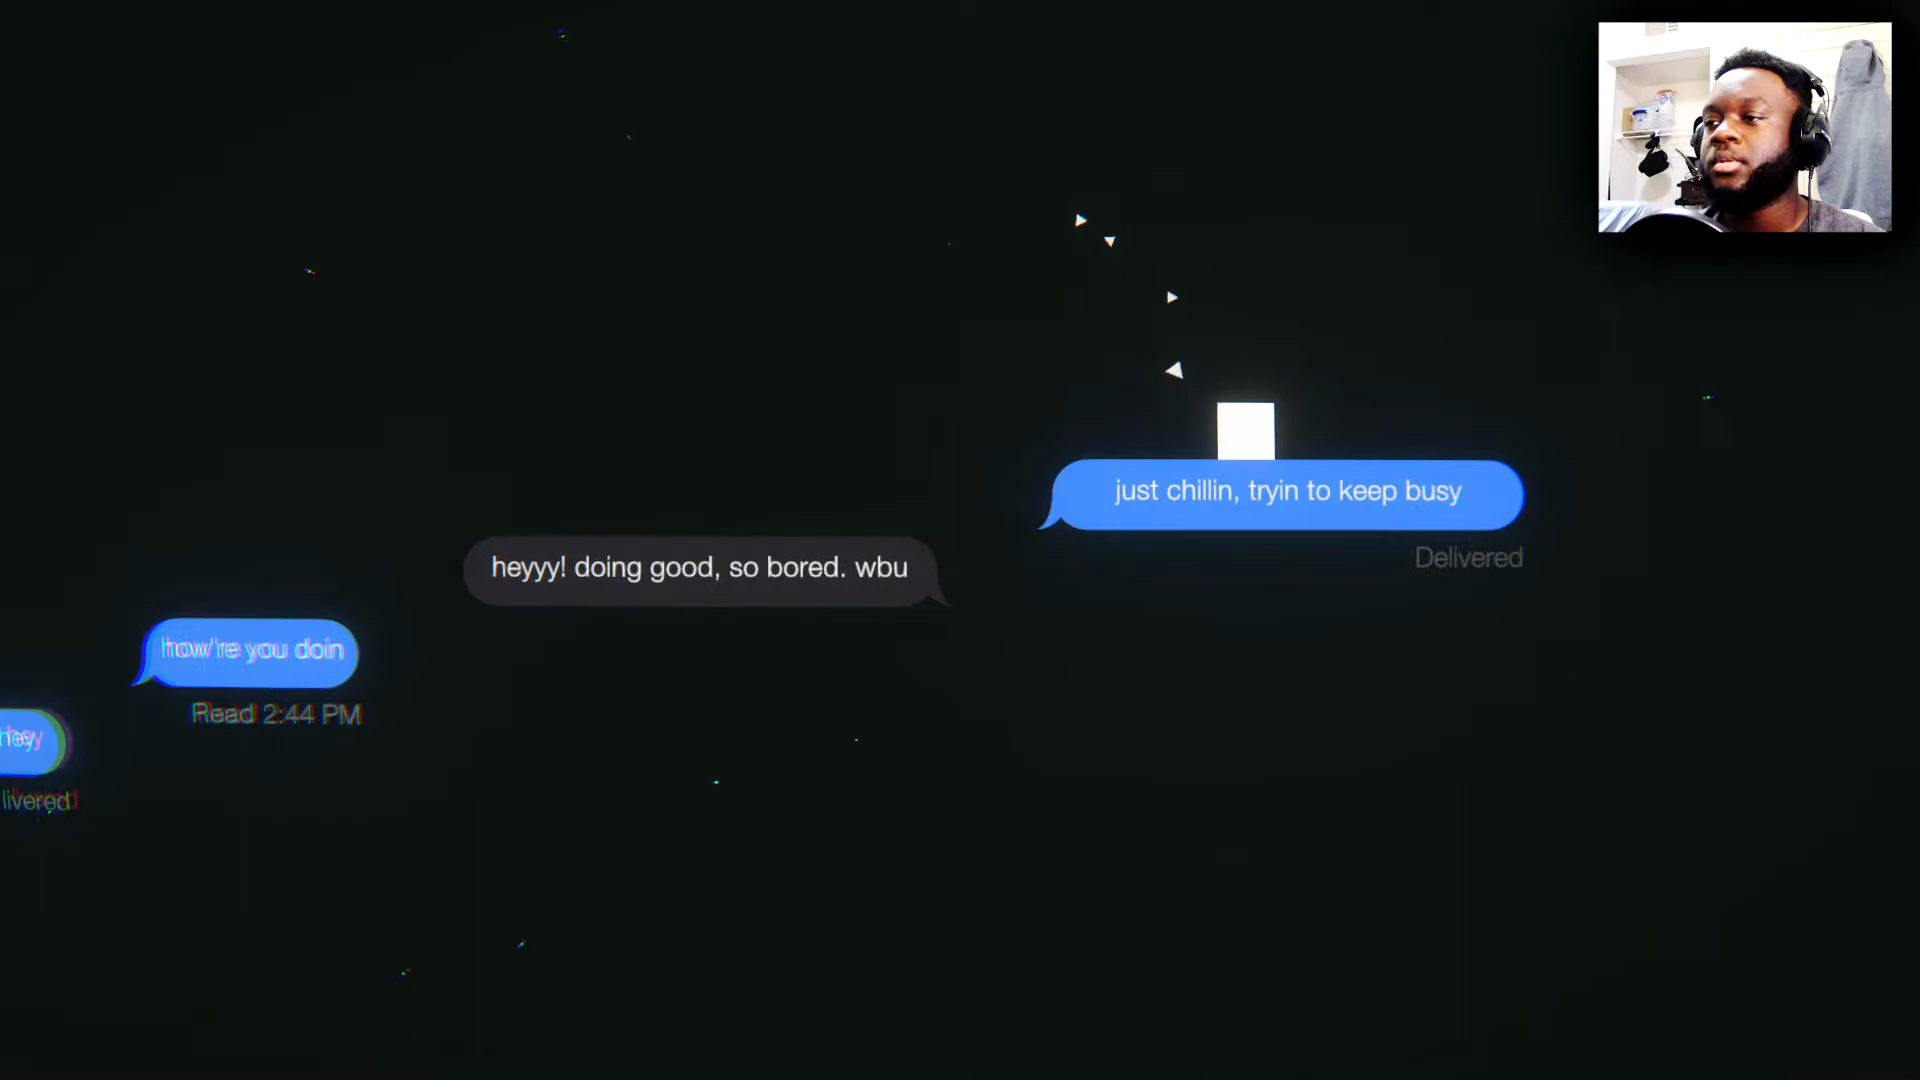 just chillin, tryin to keep busy
Delivered
heyyy! doing good, so bored. wbu
how're you doin
Read 2:44 PM
hey
livered